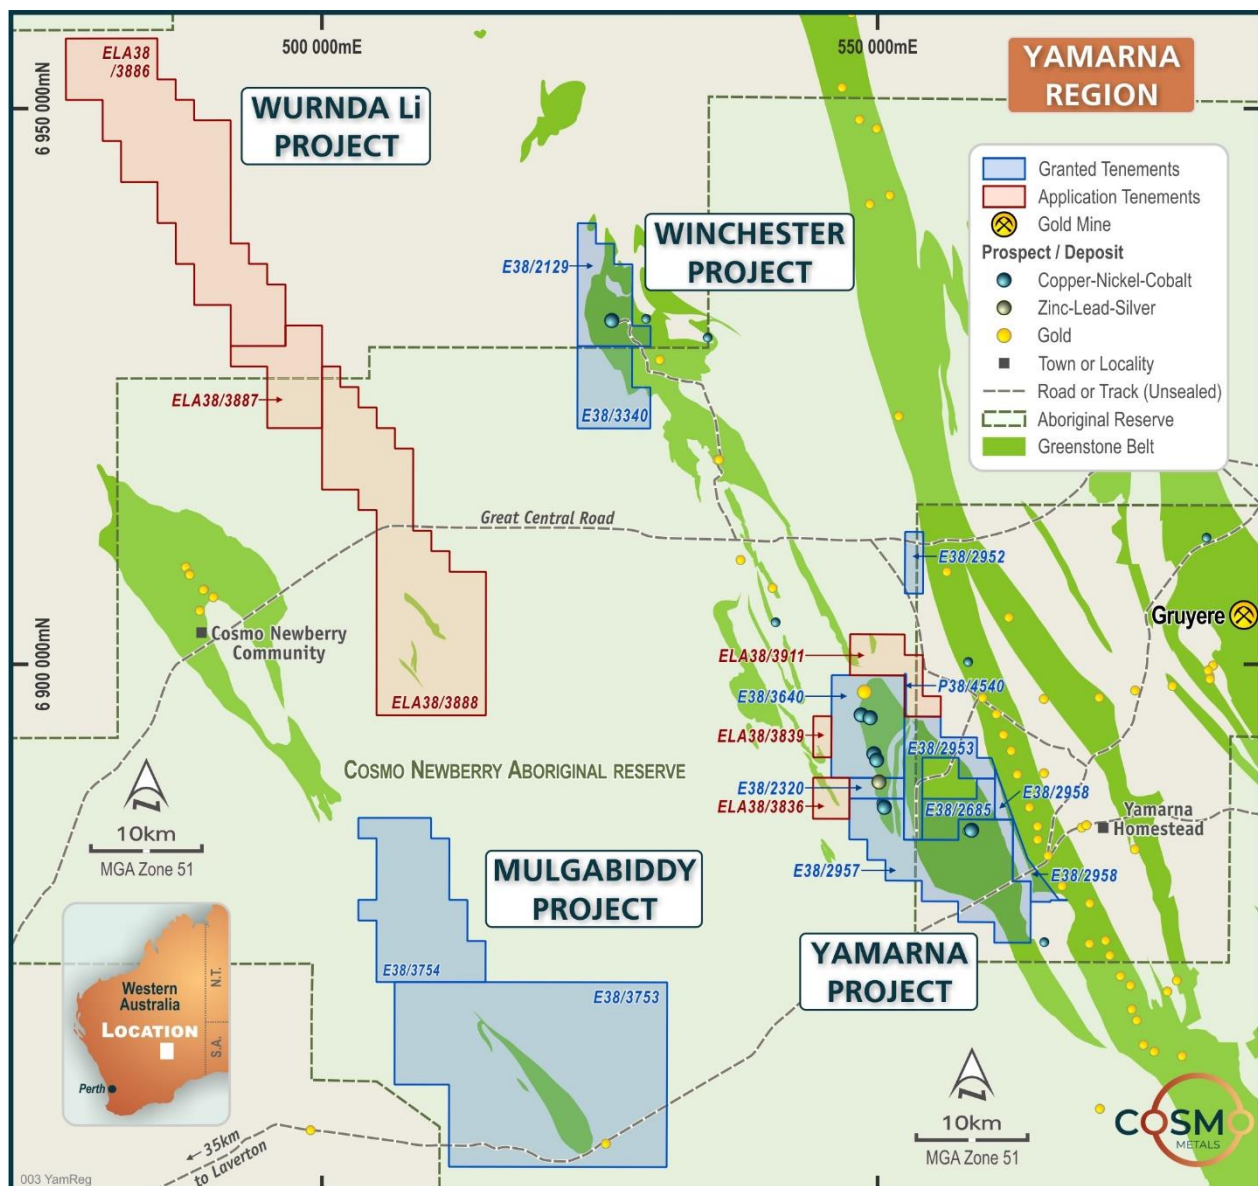 500 000mE
550 000mE
6 950 000mN
6 900 000mN
YAMARNA
REGION
ELA38
/3886
WURNDA Li
PROJECT
Granted Tenements
Application Tenements
Gold Mine
Prospect / Deposit
Copper-Nickel-Cobalt
Zinc-Lead-Silver
Gold
Town or Locality
Road or Track (Unsealed)
Aboriginal Reserve
Greenstone Belt
WINCHESTER
PROJECT
E38/2129
ELA38/3887
E38/3340
Great Central Road
E38/2952
Gruyere
Cosmo Newberry
Community
ELA38/3888
ELA38/3911
P38/4540
E38/3640
ELA38/3839
E38/2953
COSMO NEWBERRY ABORIGINAL RESERVE
E38/2320
E38/2958
ELA38/3836
E38/2685
Yamarna
Homestead
10km
MGA Zone 51
MULGABIDDY
PROJECT
E38/2957
E38/2958
YAMARNA
PROJECT
E38/3754
E38/3753
Western
Australia
LOCATION
N.T.
S.A.
Perth
10km
MGA Zone 51
COSMO
METALS
35km
to Laverton
003 YamReg